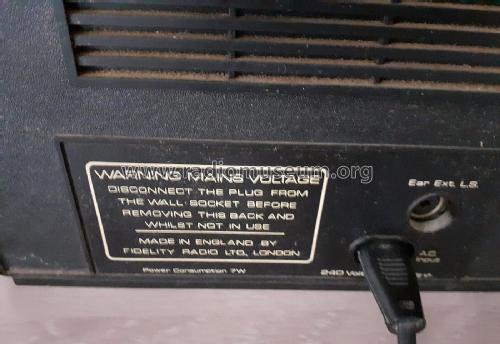 WARNING MAINS VOLTAGE
www.radiomuseum.org
DISCONNECT THE PLUG FROM
THE WALL-SOCKET BEFORE
REMOVING THIS BACK AND
WHILST NOT IN USE
MADE IN ENGLAND BY
FIDELITY RADIO LTD, LONDON
Power Consumption 7W
Ear Ext. L.S.
A.C.
240